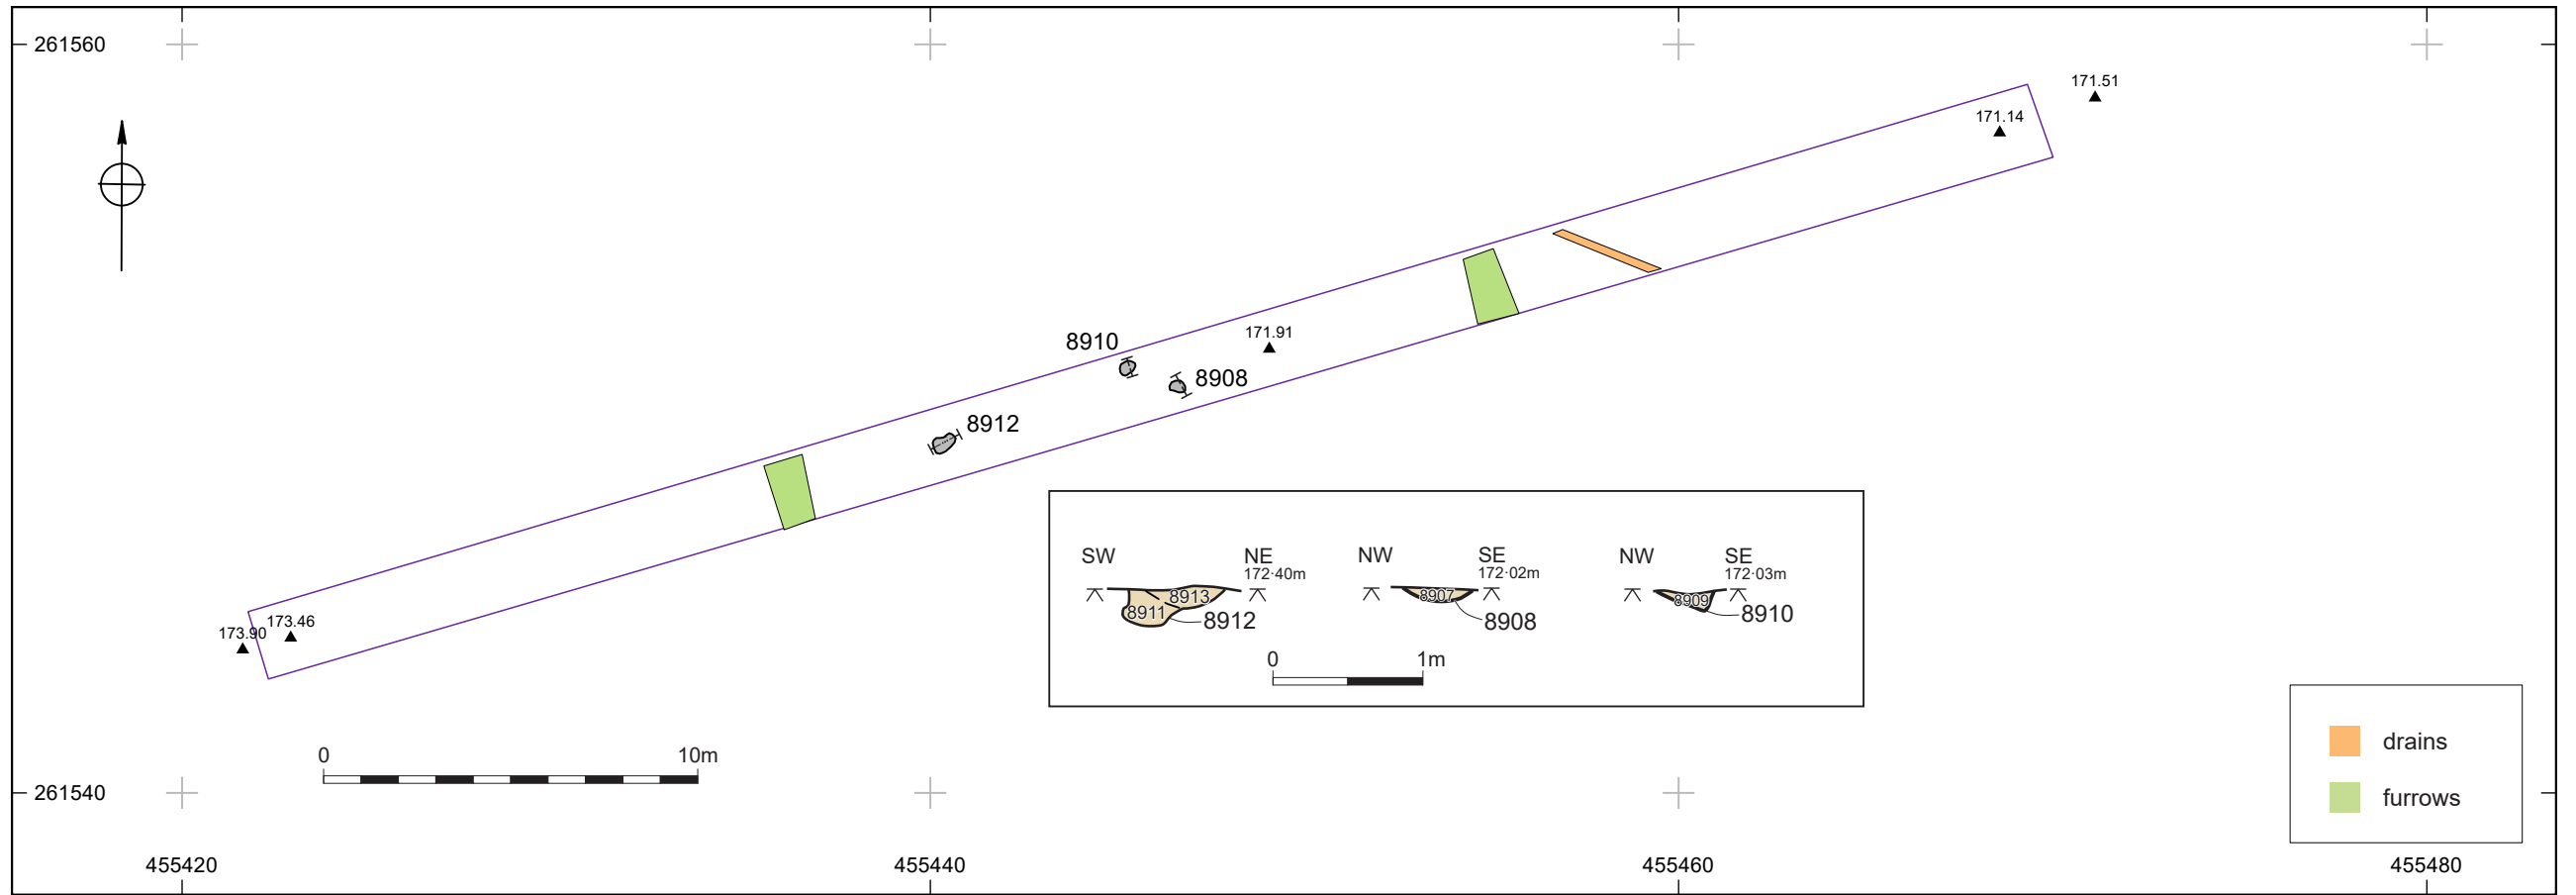 261560
171.51
171.14
171.91
8910
8908
8912
173.46
173.90
SW NE NW SE NW SE
172·40m 172·02m 172·03m
8913 8907 8909
8911 8912 8908 8910
0 1m
0 10m
drains
furrows
261540
455420 455440 455460 455480